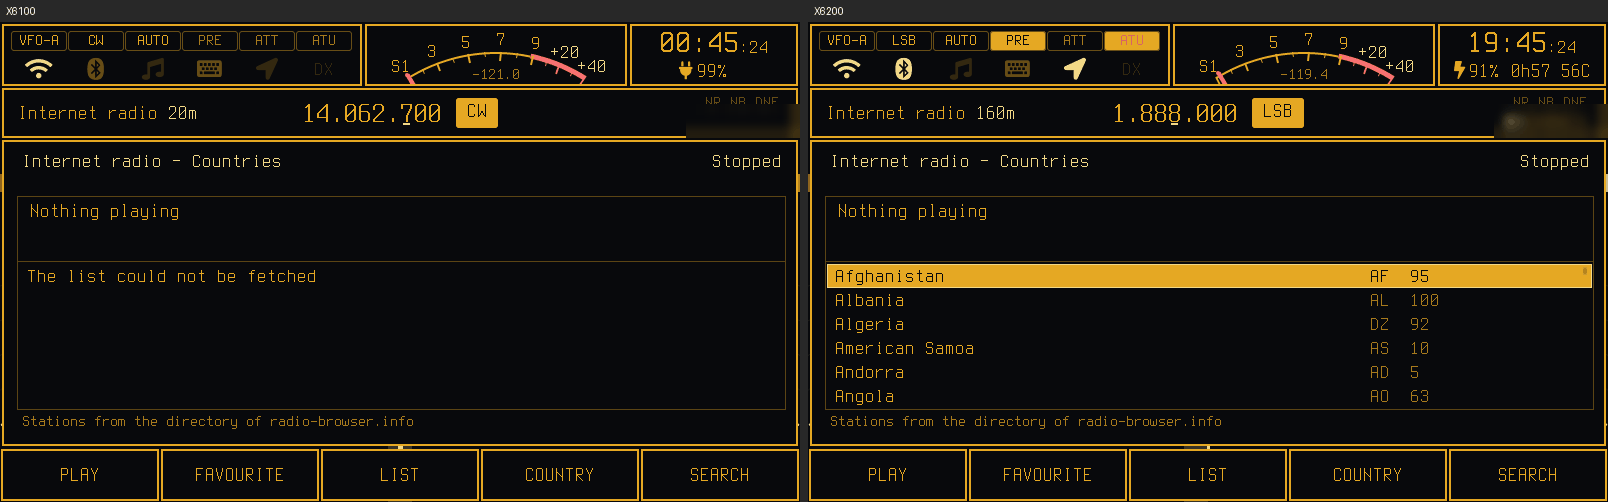 X6100
VFO-A CW AUTO PRE ATT ATU
DX
S1 3 5 7 9 +20 +40
-121.0
00:45:24
99%
Internet radio 20m 14.062.700 CW
NR NB DNF
Internet radio - Countries Stopped
Nothing playing
The list could not be fetched
Stations from the directory of radio-browser.info
PLAY FAVOURITE LIST COUNTRY SEARCH
X6200
VFO-A LSB AUTO PRE ATT ATU
DX
S1 3 5 7 9 +20 +40
-119.4
19:45:24
91% 0h57 56C
Internet radio 160m 1.888.000 LSB
NR NB DNF
Internet radio - Countries Stopped
Nothing playing
Afghanistan AF 95
Albania AL 100
Algeria DZ 92
American Samoa AS 10
Andorra AD 5
Angola AO 63
Stations from the directory of radio-browser.info
PLAY FAVOURITE LIST COUNTRY SEARCH